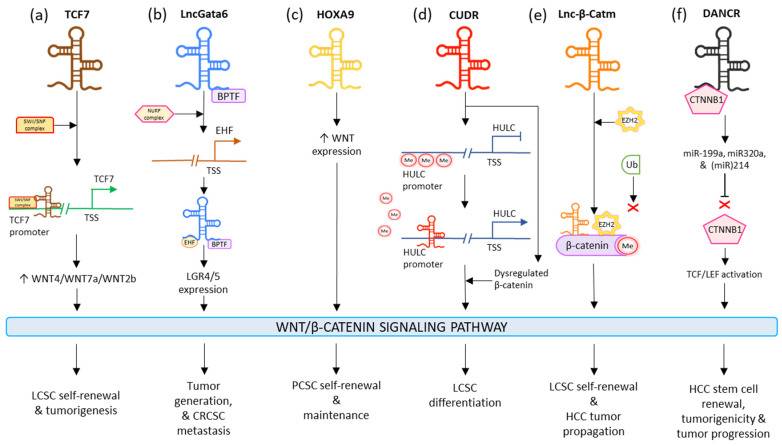 (a)
TCF7
SWI/SNF
complex
TCF7
SWI/SNF
complex
TCF7
promoter
TSS
↑ WNT4/WNT7a/WNT2b
(b)
LncGata6
BPTF
NURF
complex
EHF
TSS
EHF
BPTF
LGR4/5
expression
(c)
HOXA9
↑ WNT
expression
(d)
CUDR
HULC
Me Me Me
HULC
promoter
TSS
Me
Me
Me
HULC
HULC
promoter
TSS
Dysregulated
β-catenin
(e)
Lnc-β-Catm
EZH2
Ub
X
EZH2
β-catenin
Me
(f)
DANCR
CTNNB1
miR-199a, miR320a,
& (miR)214
X
CTNNB1
TCF/LEF activation
WNT/β-CATENIN SIGNALING PATHWAY
LCSC self-renewal
& tumorigenesis
Tumor
generation,
& CRCSC
metastasis
PCSC self-renewal
&
maintenance
LCSC
differentiation
LCSC self-renewal
&
HCC tumor
propagation
HCC stem cell
renewal,
tumorigenicity &
tumor progression